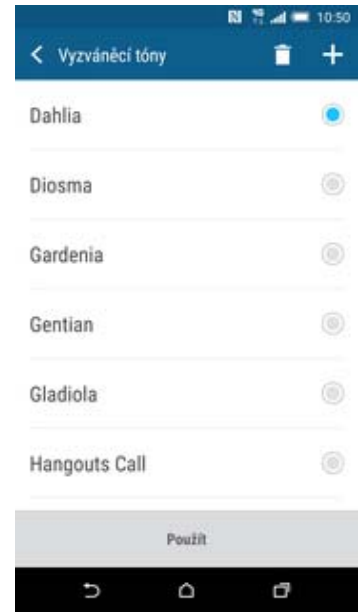 10:50
Vyzváněcí tóny
Dahlia
Diosma
Gardenia
Gentian
Gladiola
Hangouts Call
Použít